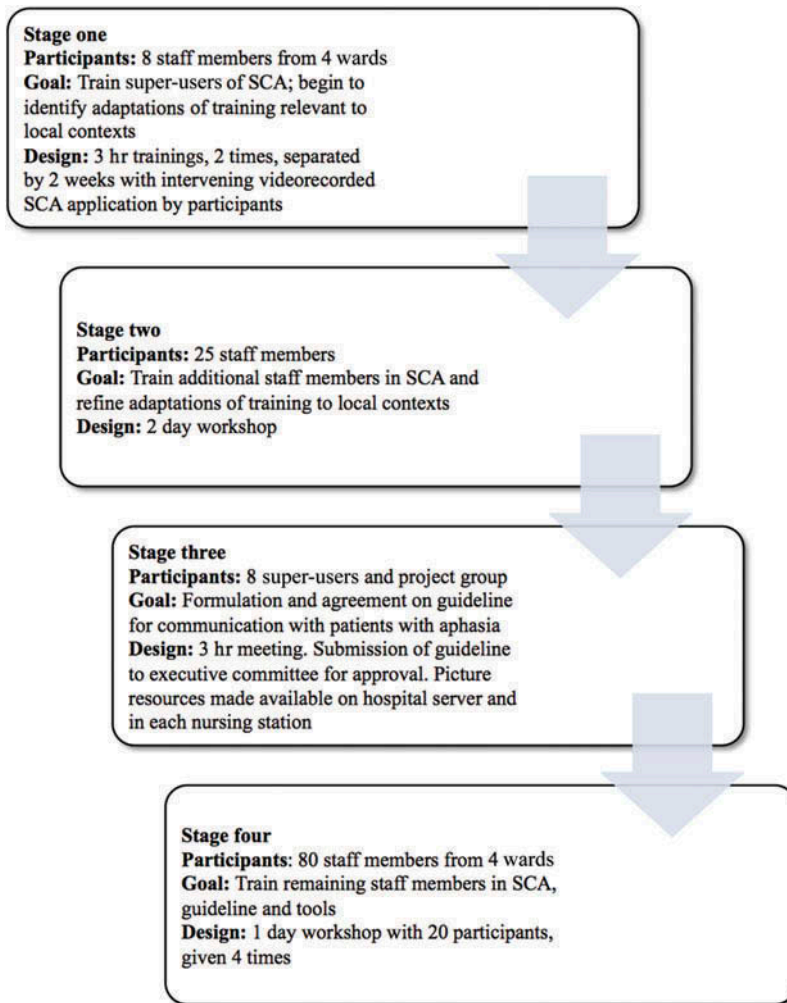 Stage one
Participants: 8 staff members from 4 wards
Goal: Train super-users of SCA; begin to
identify adaptations of training relevant to
local contexts
Design: 3 hr trainings, 2 times, separated
by 2 weeks with intervening videorecorded
SCA application by participants
Stage two
Participants: 25 staff members
Goal: Train additional staff members in SCA and
refine adaptations of training to local contexts
Design: 2 day workshop
Stage three
Participants: 8 super-users and project group
Goal: Formulation and agreement on guideline
for communication with patients with aphasia
Design: 3 hr meeting. Submission of guideline
to executive committee for approval. Picture
resources made available on hospital server and
in each nursing station
Stage four
Participants: 80 staff members from 4 wards
Goal: Train remaining staff members in SCA,
guideline and tools
Design: 1 day workshop with 20 participants,
given 4 times